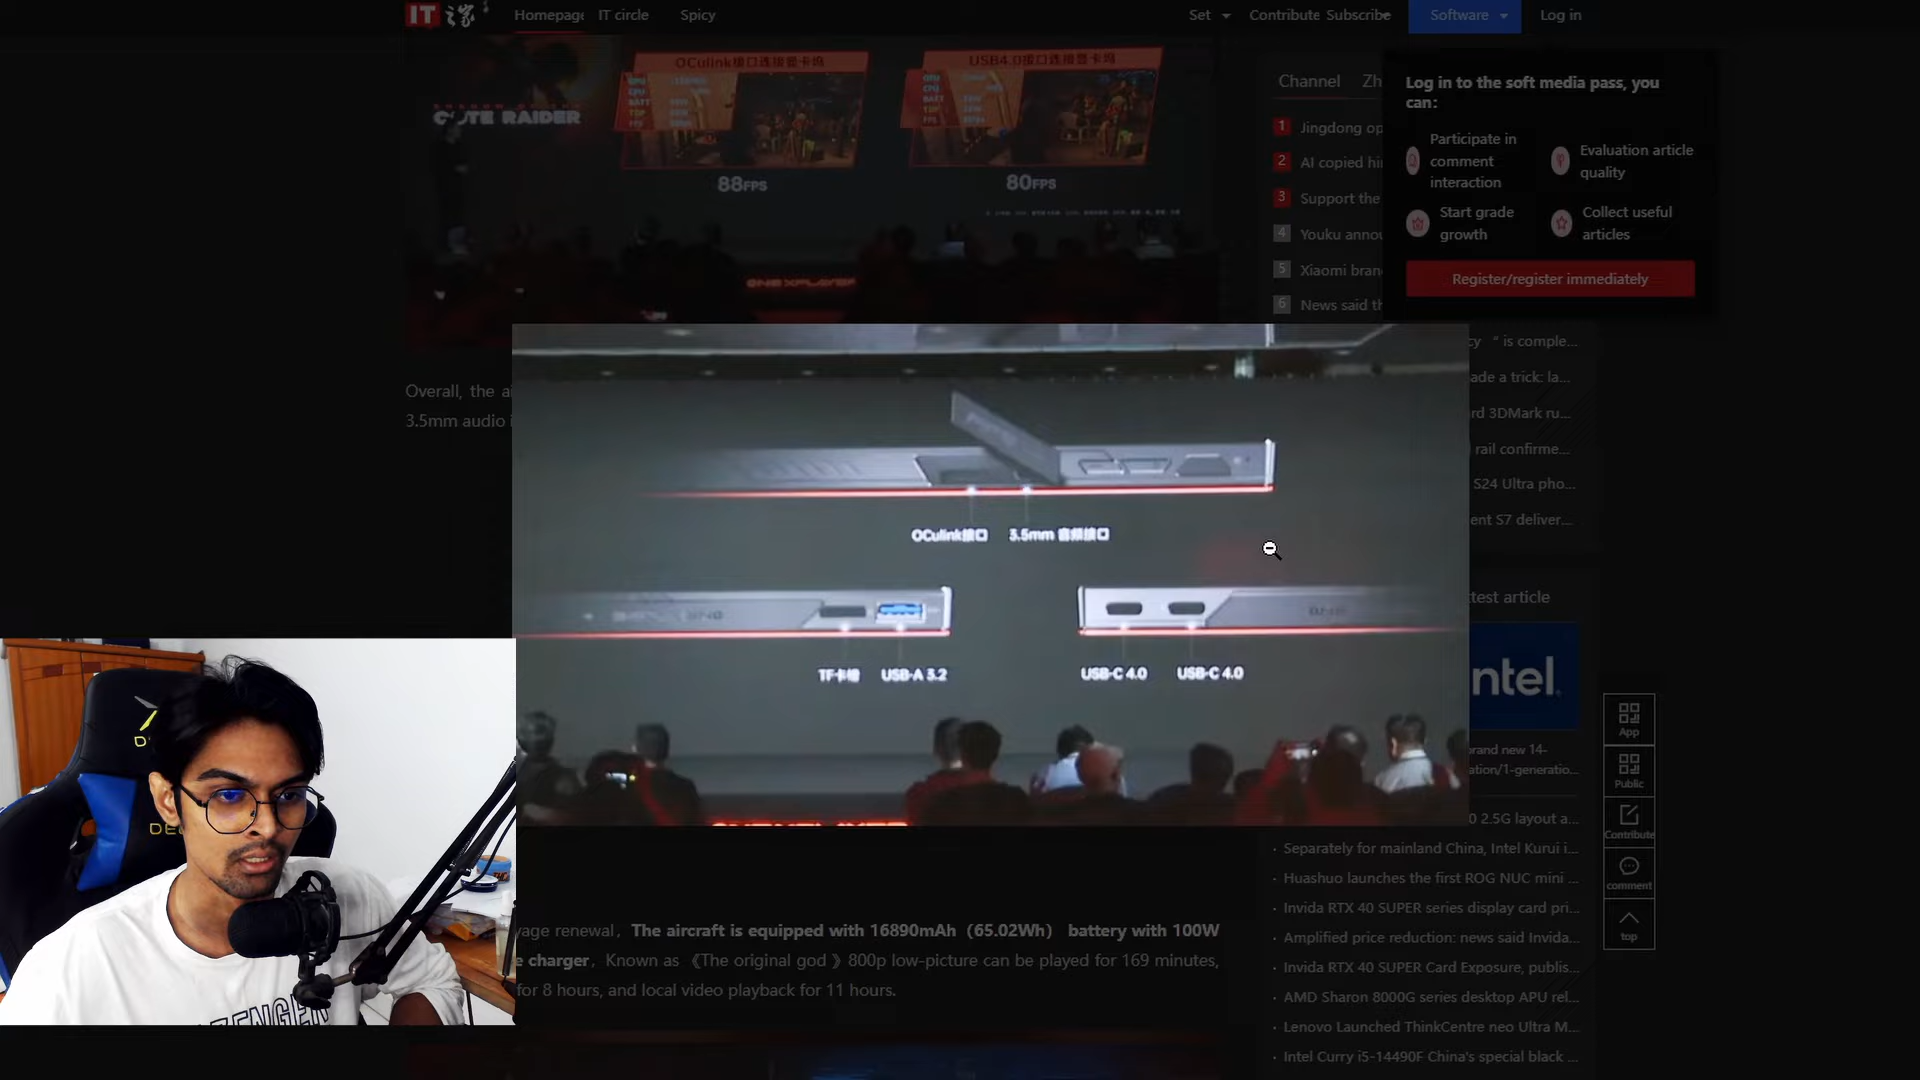 IT
Homepage IT circle Spicy
Set Contribute Subscribe Software Log in
OCulink接口连接显卡坞
USB4.0接口连接显卡坞
88FPS
80FPS
ONEXPLAYER
Channel Zh
1 Jingdong op
2 AI copied hi
3 Support the
4 Youku annou
5 Xiaomi bran
6 News said th
Log in to the soft media pass, you
can:
Participate in
comment
interaction
Evaluation article
quality
Start grade
growth
Collect useful
articles
Register/register immediately
cy “ is comple...
ade a trick: la...
rd 3DMark ru...
rail confirme...
S24 Ultra pho...
ent S7 deliver...
Overall, the ai
3.5mm audio i
OCulink接口 3.5mm 音频接口
TF卡槽 USB-A 3.2
USB-C 4.0 USB-C 4.0
ttest article
ntel.
rand new 14-
ation/1-generatio...
0 2.5G layout a...
· Separately for mainland China, Intel Kurui i...
· Huashuo launches the first ROG NUC mini ...
· Invida RTX 40 SUPER series display card pri...
· Amplified price reduction: news said Invida...
· Invida RTX 40 SUPER Card Exposure, publis...
· AMD Sharon 8000G series desktop APU rel...
· Lenovo Launched ThinkCentre neo Ultra M...
· Intel Curry i5-14490F China's special black ...
App
Public
Contribute
comment
top
yage renewal，The aircraft is equipped with 16890mAh（65.02Wh） battery with 100W
e charger，Known as 《The original god 》800p low-picture can be played for 169 minutes,
for 8 hours, and local video playback for 11 hours.